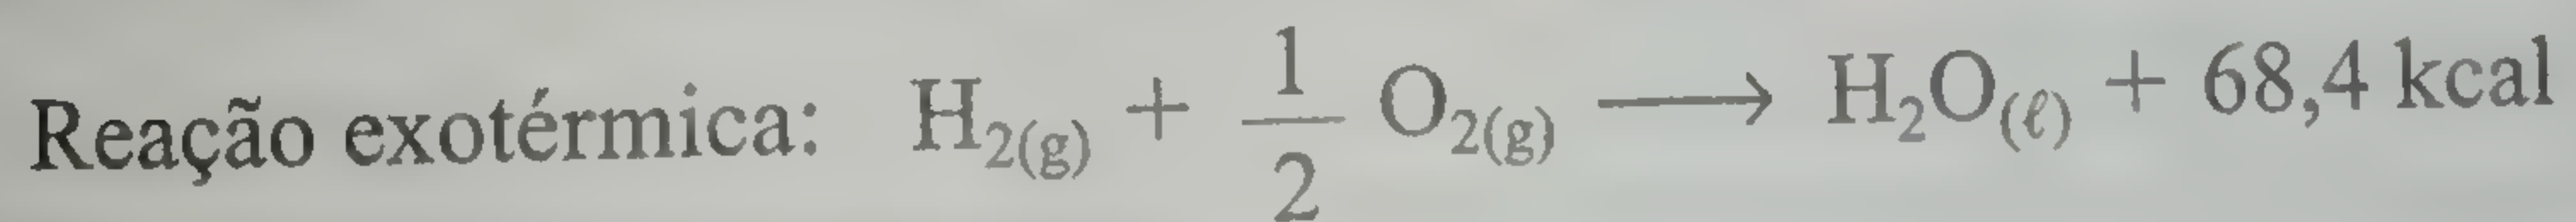 Reação exotérmica: H₂(g) + 1/2 O₂(g) ⟶ H₂O(ℓ) + 68,4 kcal